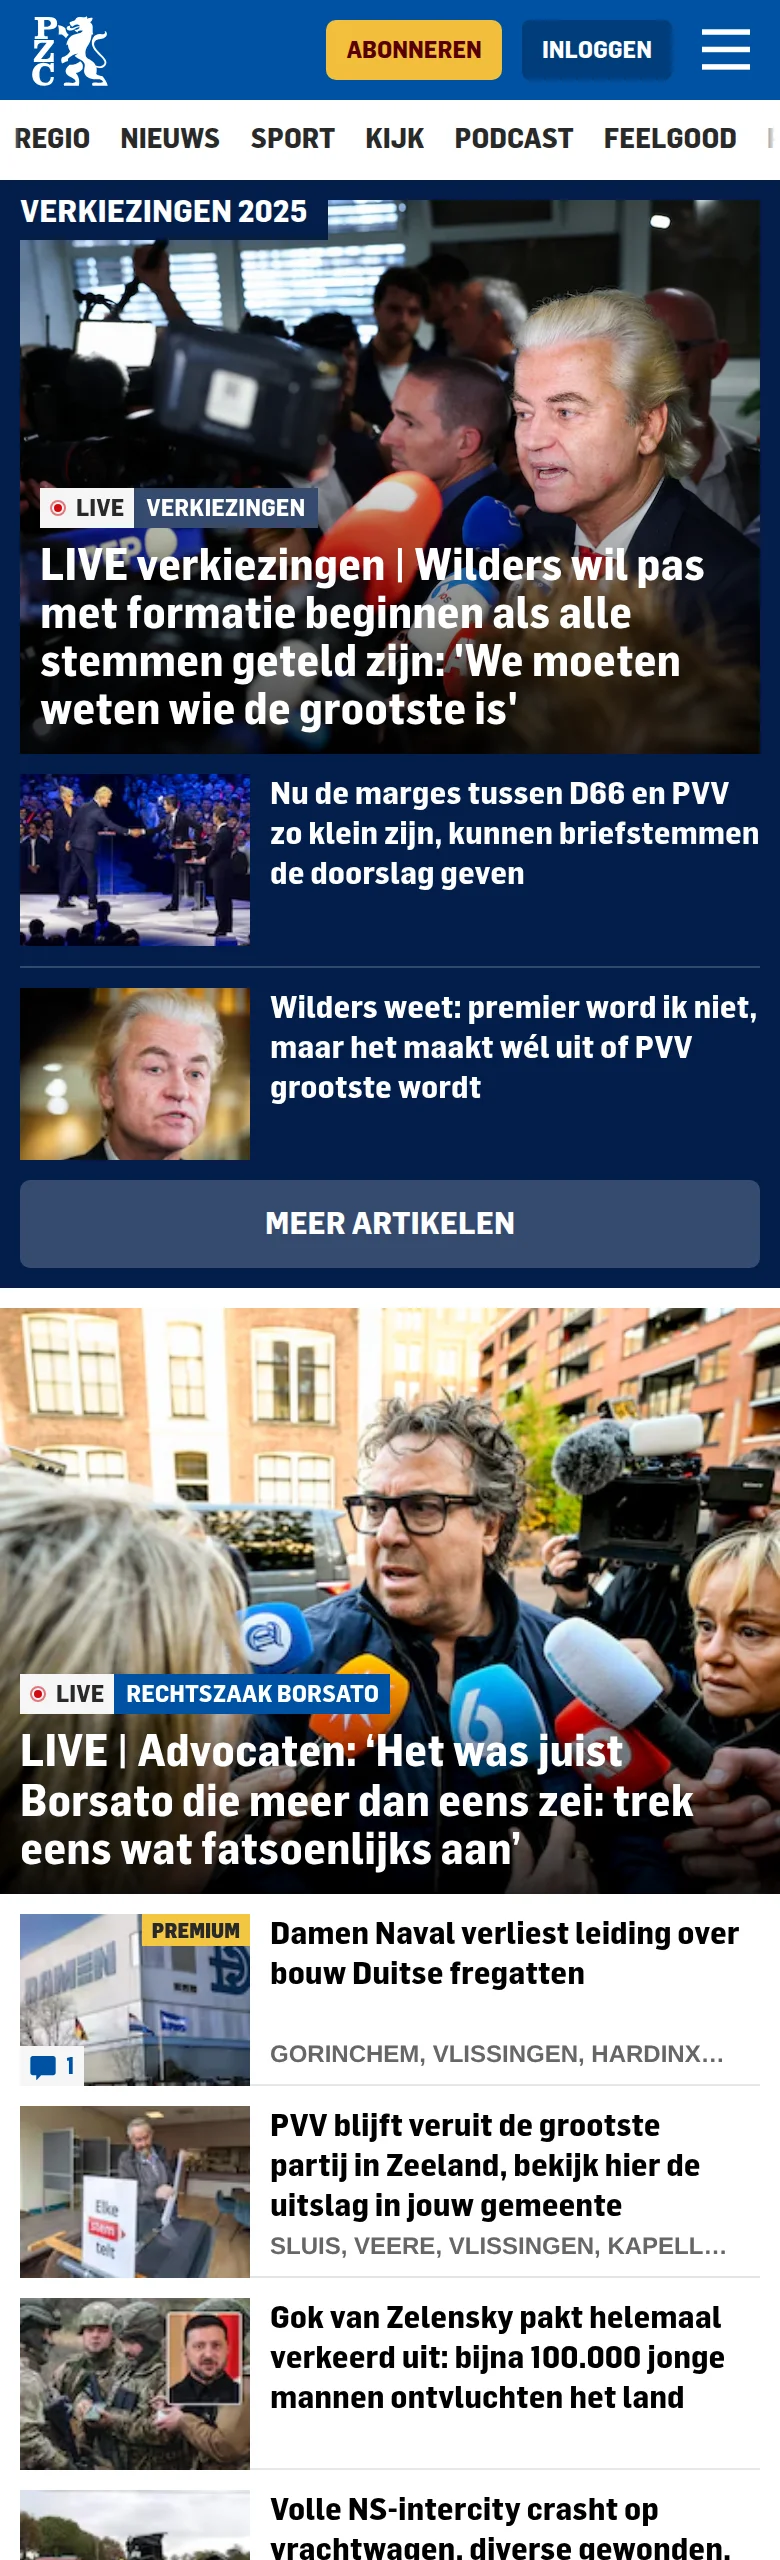 PZC
ABONNEREN
INLOGGEN
REGIO NIEUWS SPORT KIJK PODCAST FEELGOOD
VERKIEZINGEN 2025
LIVE VERKIEZINGEN
LIVE verkiezingen | Wilders wil pas
met formatie beginnen als alle
stemmen geteld zijn: 'We moeten
weten wie de grootste is'
Nu de marges tussen D66 en PVV
zo klein zijn, kunnen briefstemmen
de doorslag geven
Wilders weet: premier word ik niet,
maar het maakt wél uit of PVV
grootste wordt
MEER ARTIKELEN
LIVE RECHTSZAAK BORSATO
LIVE | Advocaten: ‘Het was juist
Borsato die meer dan eens zei: trek
eens wat fatsoenlijks aan’
DAMEN
PREMIUM
1
Damen Naval verliest leiding over
bouw Duitse fregatten
GORINCHEM, VLISSINGEN, HARDINX...
Elke
stem
telt
PVV blijft veruit de grootste
partij in Zeeland, bekijk hier de
uitslag in jouw gemeente
SLUIS, VEERE, VLISSINGEN, KAPELL...
Gok van Zelensky pakt helemaal
verkeerd uit: bijna 100.000 jonge
mannen ontvluchten het land
Volle NS-intercity crasht op
vrachtwagen, diverse gewonden,